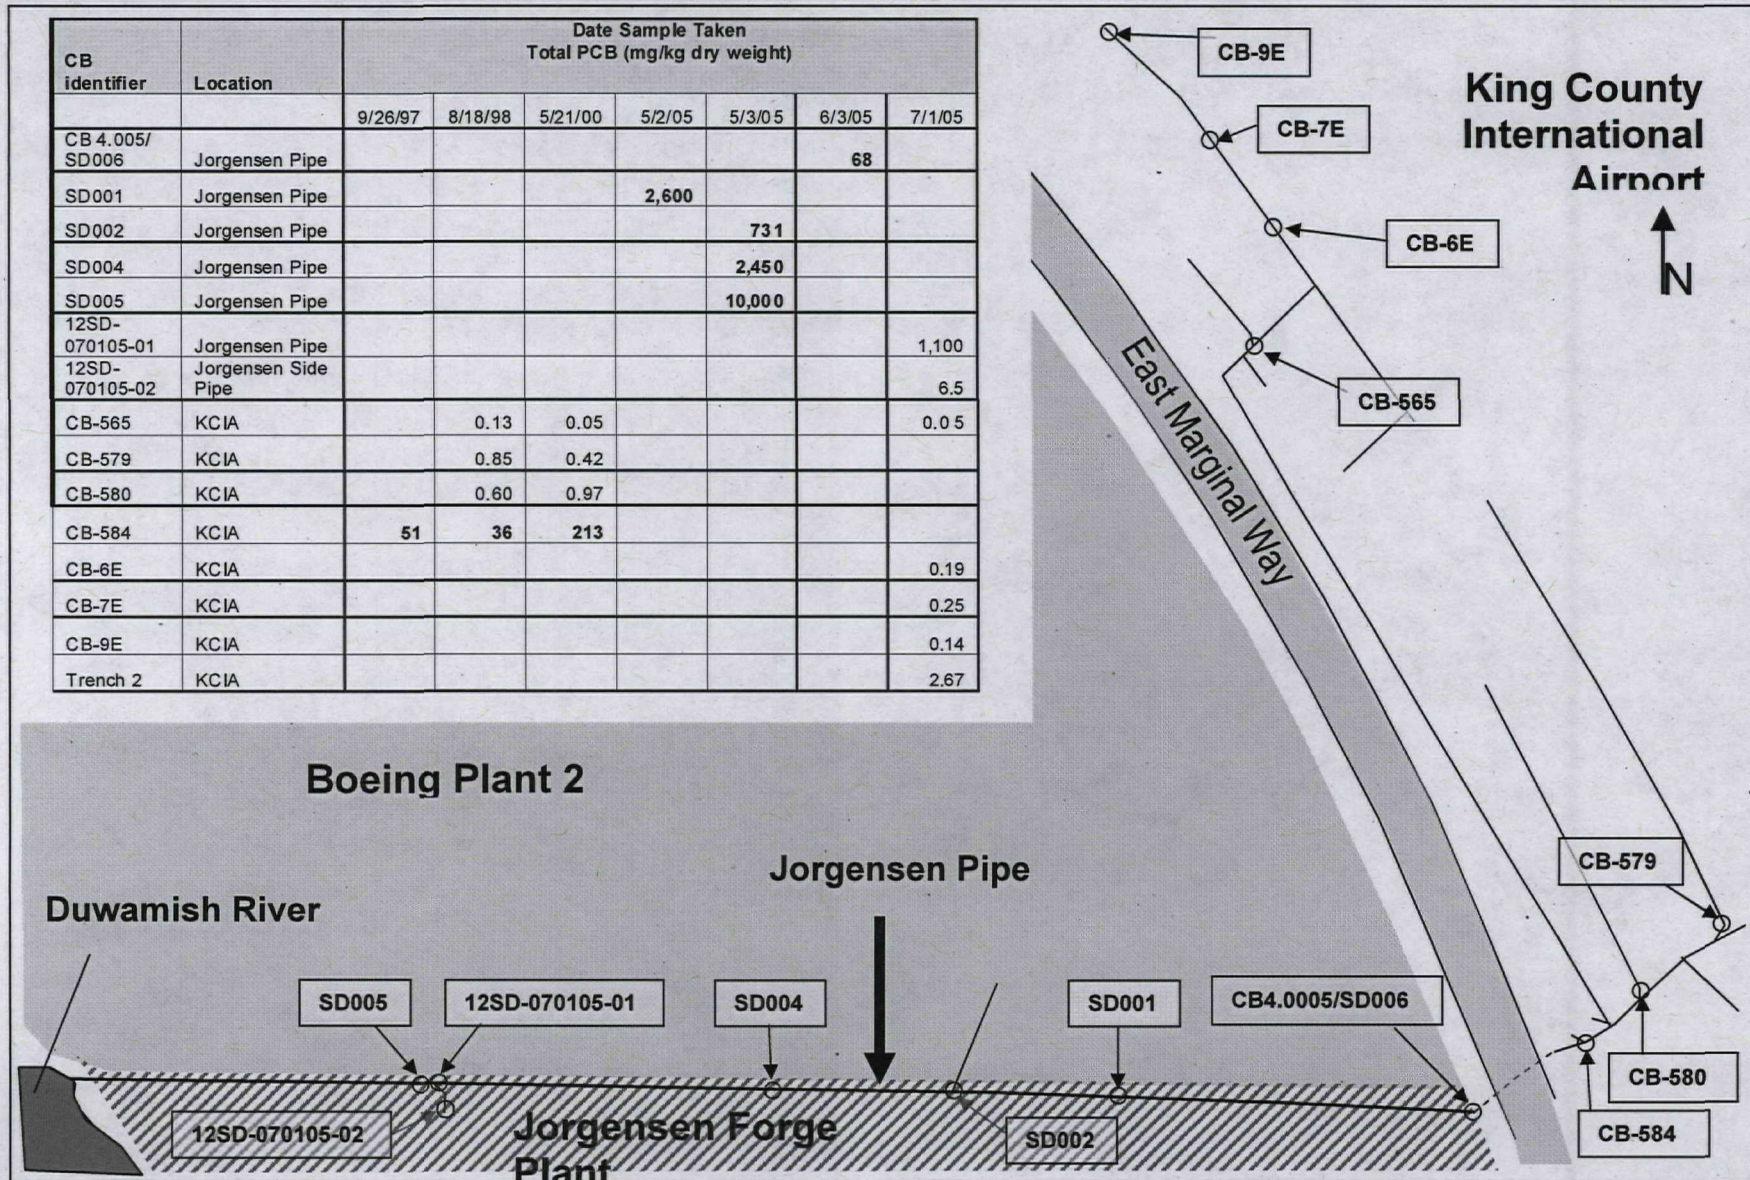 Date Sample Taken
Total PCB (mg/kg dry weight)
CB
identifier Location
9/26/97 8/18/98 5/21/00 5/2/05 5/3/05 6/3/05 7/1/05
CB 4.005/
SD006 Jorgensen Pipe 68
SD001 Jorgensen Pipe 2,600
SD002 Jorgensen Pipe 731
SD004 Jorgensen Pipe 2,450
SD005 Jorgensen Pipe 10,000
12SD-
070105-01 Jorgensen Pipe 1,100
12SD- Jorgensen Side
070105-02 Pipe 6.5
CB-565 KCIA 0.13 0.05 0.05
CB-579 KCIA 0.85 0.42
CB-580 KCIA 0.60 0.97
CB-584 KCIA 51 36 213
CB-6E KCIA 0.19
CB-7E KCIA 0.25
CB-9E KCIA 0.14
Trench 2 KCIA 2.67
CB-9E
King County
International
Airport
CB-7E
CB-6E
N
CB-565
East Marginal Way
Boeing Plant 2
CB-579
Jorgensen Pipe
Duwamish River
SD005
12SD-070105-01
SD004
SD001
CB4.0005/SD006
CB-580
12SD-070105-02
Jorgensen Forge
Plant
SD002
CB-584